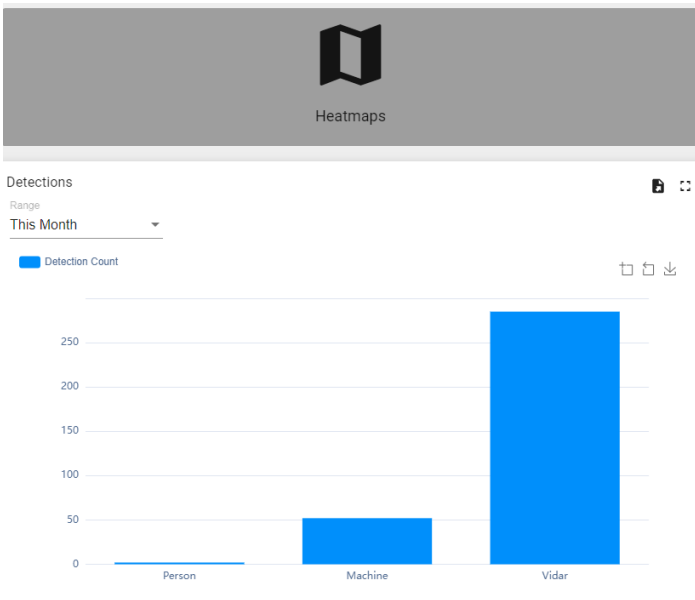 Heatmaps
Detections
Range
This Month
Detection Count
250
200
150
100
50
0
Person Machine Vidar